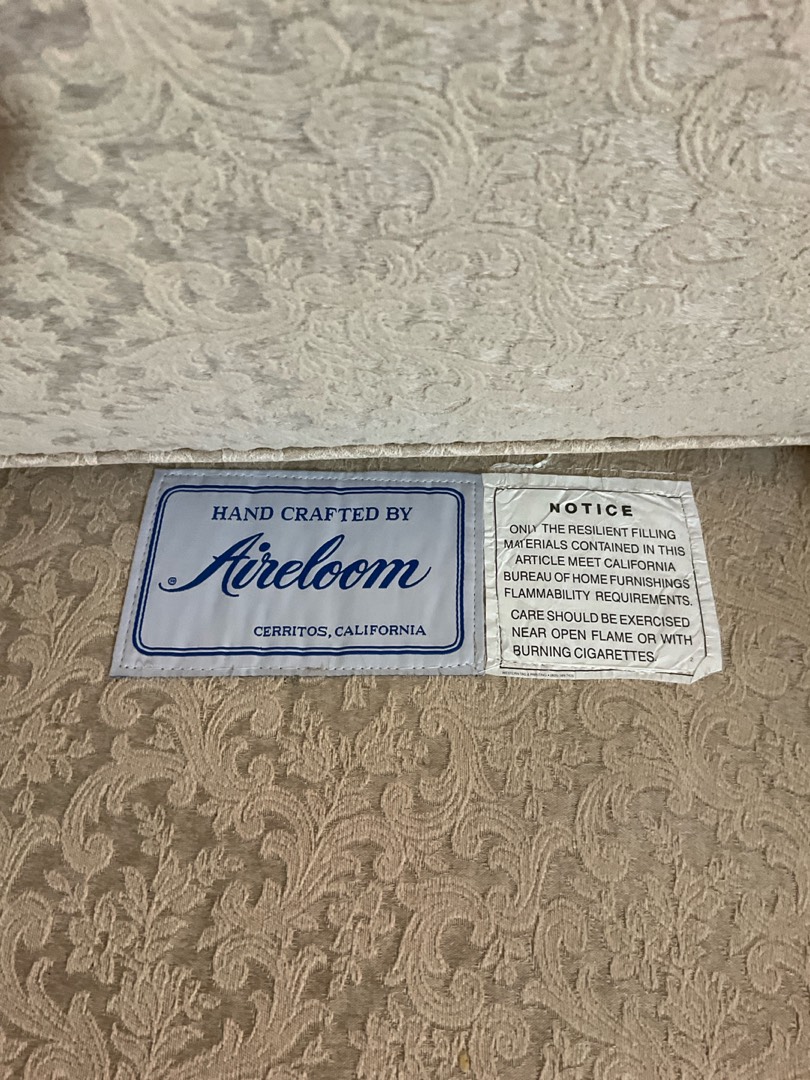 HAND CRAFTED BY
® Aireloom
CERRITOS, CALIFORNIA
NOTICE
ONLY THE RESILIENT FILLING
MATERIALS CONTAINED IN THIS
ARTICLE MEET CALIFORNIA
BUREAU OF HOME FURNISHINGS
FLAMMABILITY REQUIREMENTS.
CARE SHOULD BE EXERCISED
NEAR OPEN FLAME OR WITH
BURNING CIGARETTES.